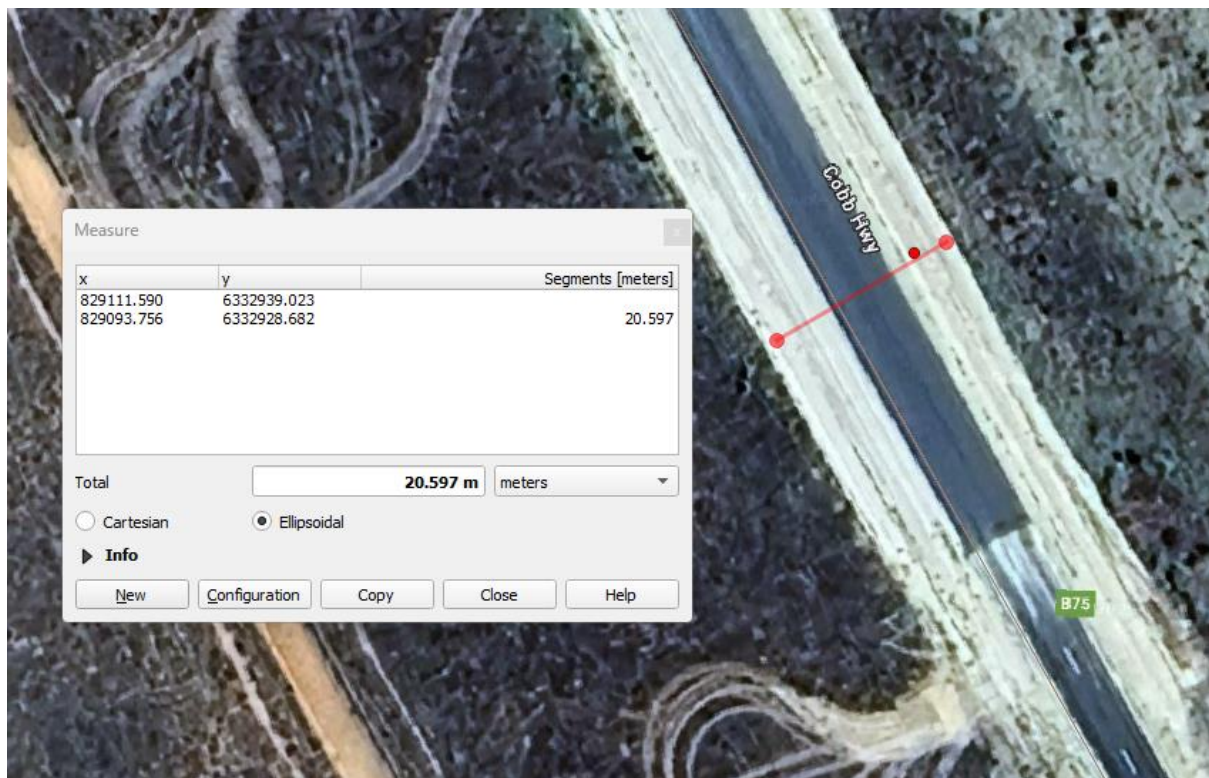 Cobb Hwy
Measure
x y Segments [meters]
829111.590 6332939.023
829093.756 6332928.682 20.597
Total 20.597 m meters
Cartesian Ellipsoidal
Info
New Configuration Copy Close Help
B75